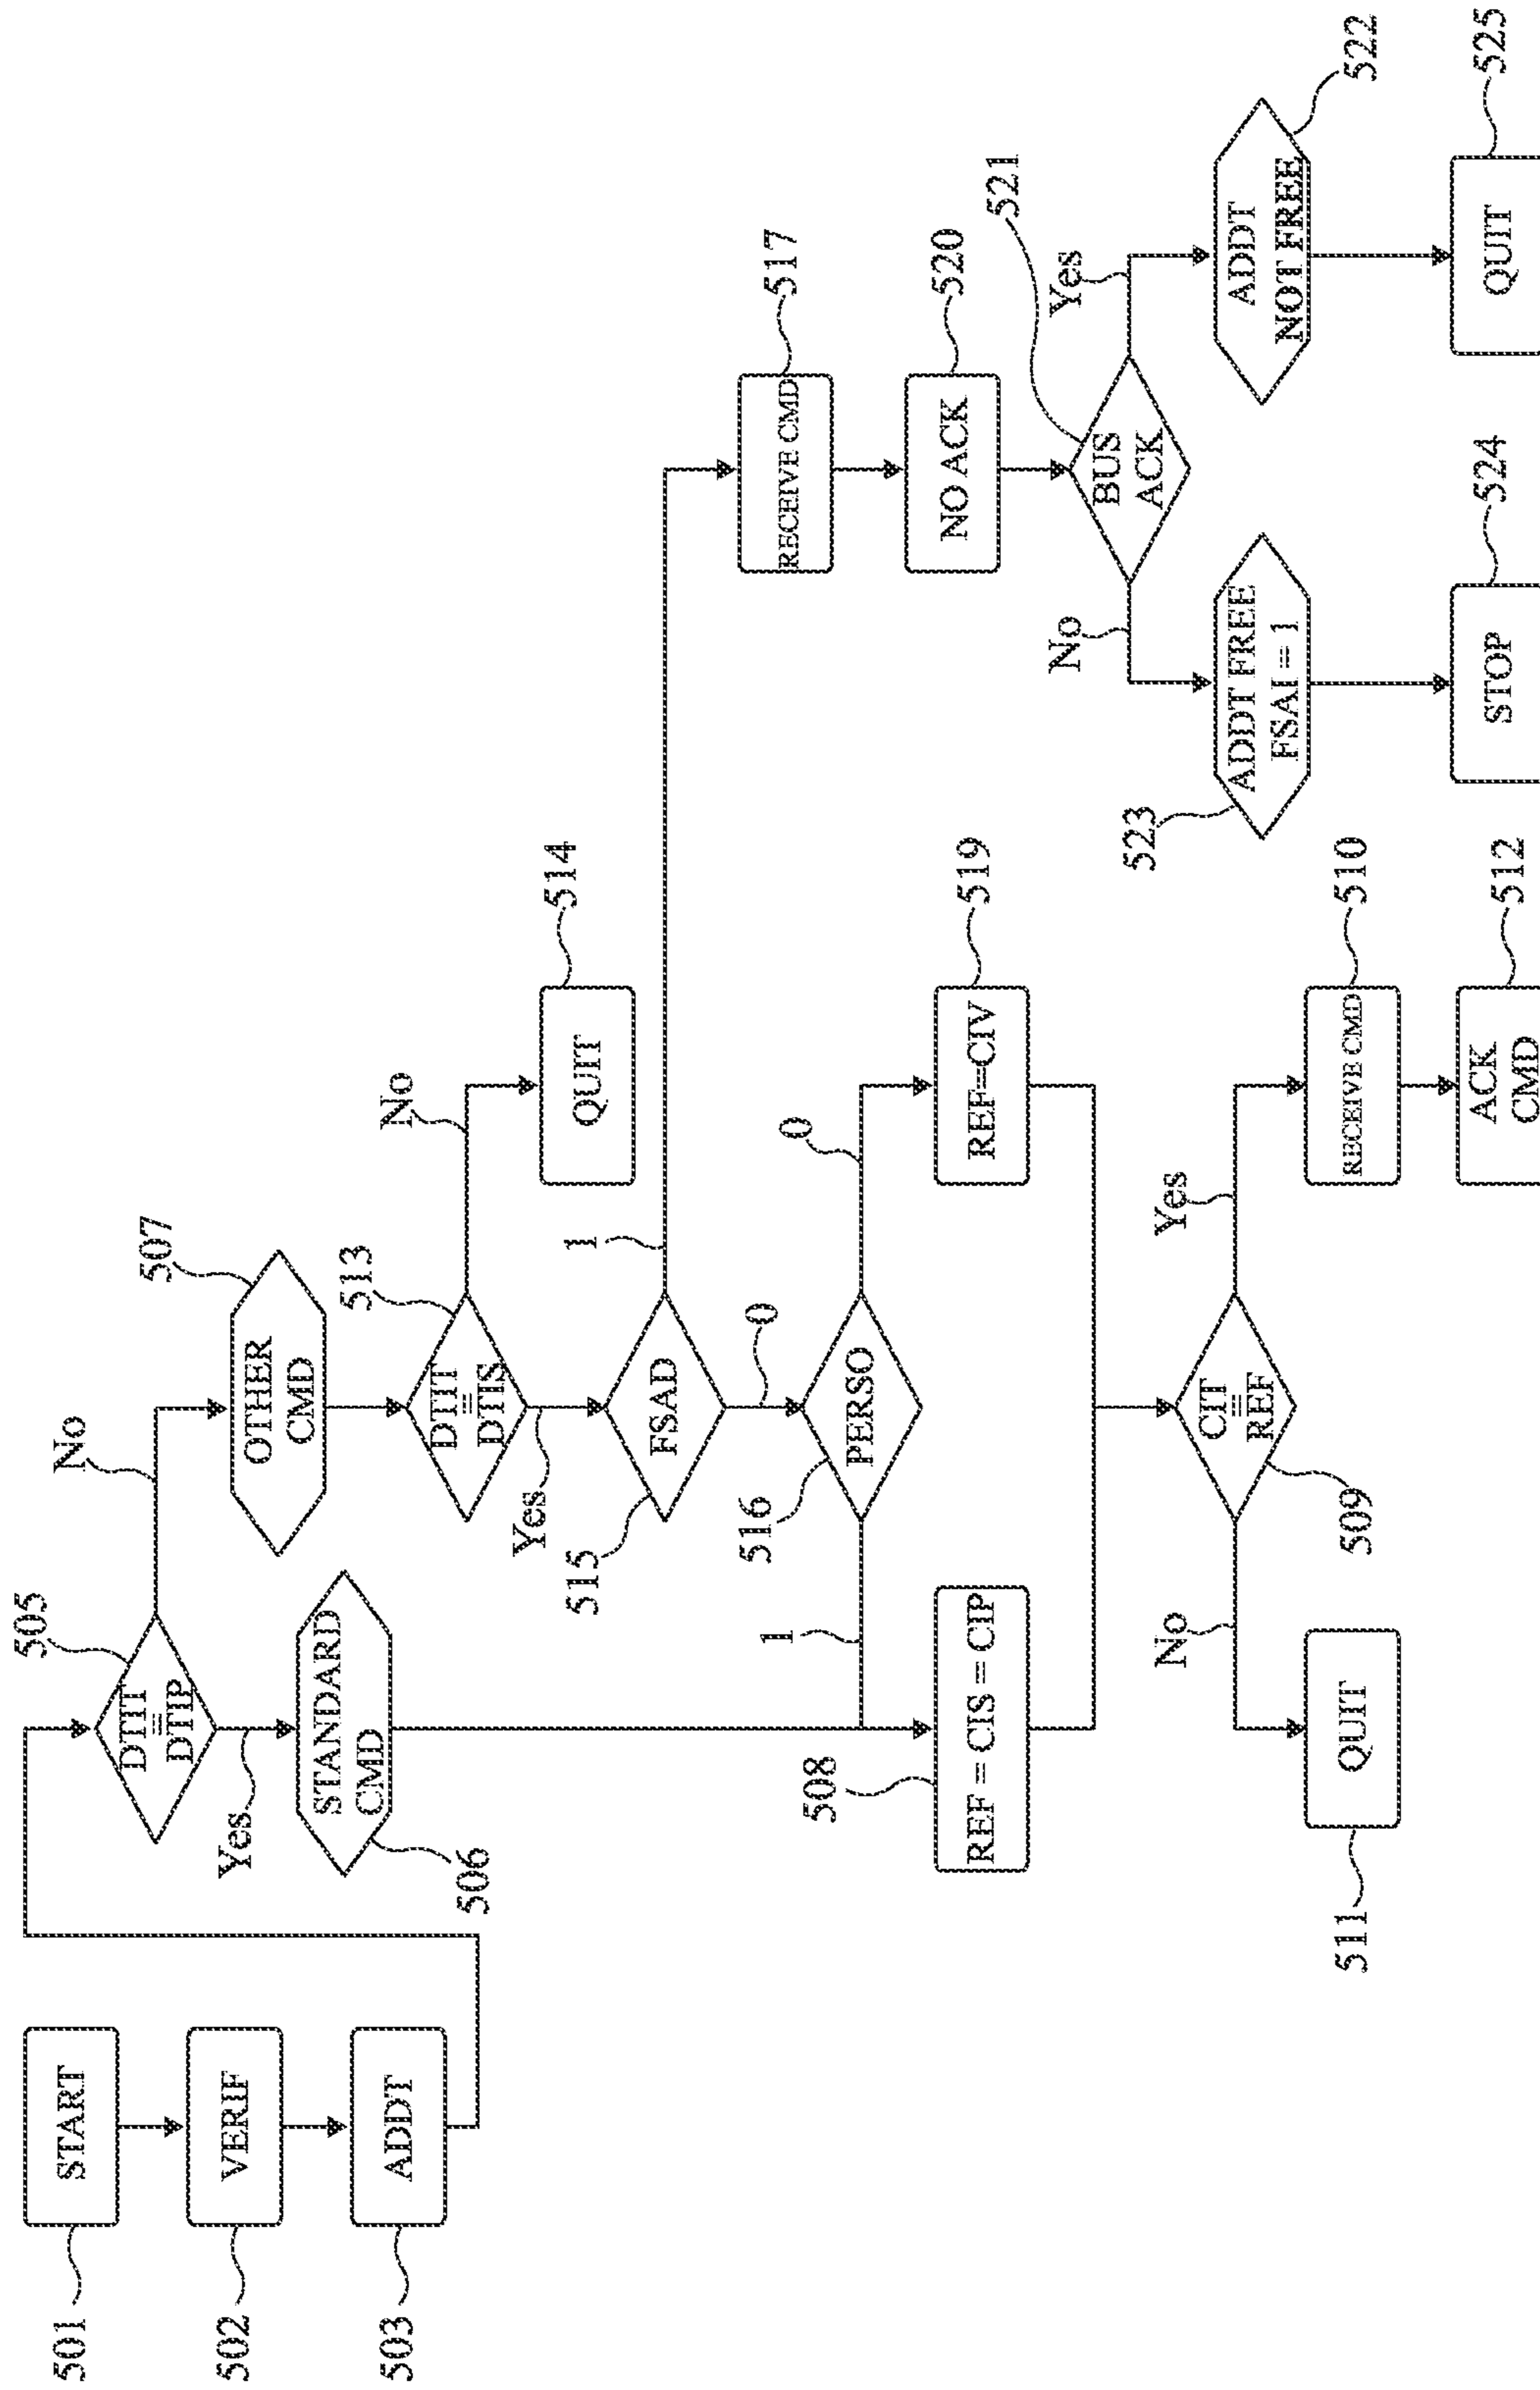 501
START
502
VERIF
503
ADDT
505
DTIT
=
DTIP
Yes
No
506
STANDARD
CMD
507
OTHER
CMD
513
DTIT
=
DTIS
No
514
QUIT
Yes
515
FSAD
1
0
516
PERSO
1
0
508
REF = CIS = CIP
519
REF=CIV
509
CIT
=
REF
No
Yes
511
QUIT
510
RECEIVE CMD
512
ACK
CMD
517
RECEIVE CMD
520
NO ACK
521
BUS
ACK
No
Yes
523
ADDT FREE
FSAI = 1
522
ADDT
NOT FREE
524
STOP
525
QUIT